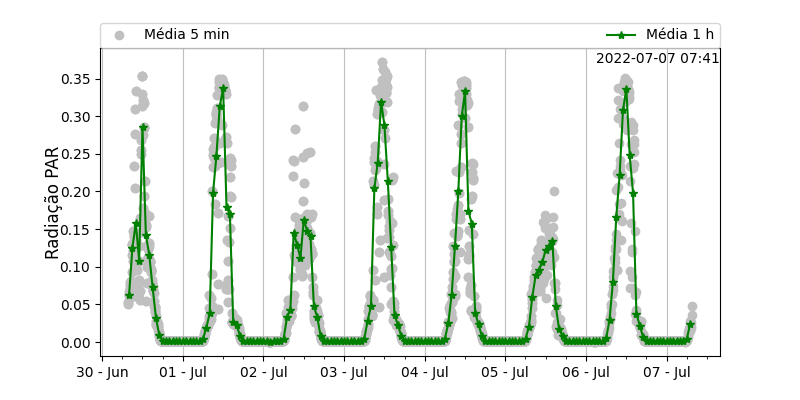 Média 5 min
Média 1 h
2022-07-07 07:41
Radiação PAR
0.35
0.30
0.25
0.20
0.15
0.10
0.05
0.00
30 - Jun 01 - Jul 02 - Jul 03 - Jul 04 - Jul 05 - Jul 06 - Jul 07 - Jul